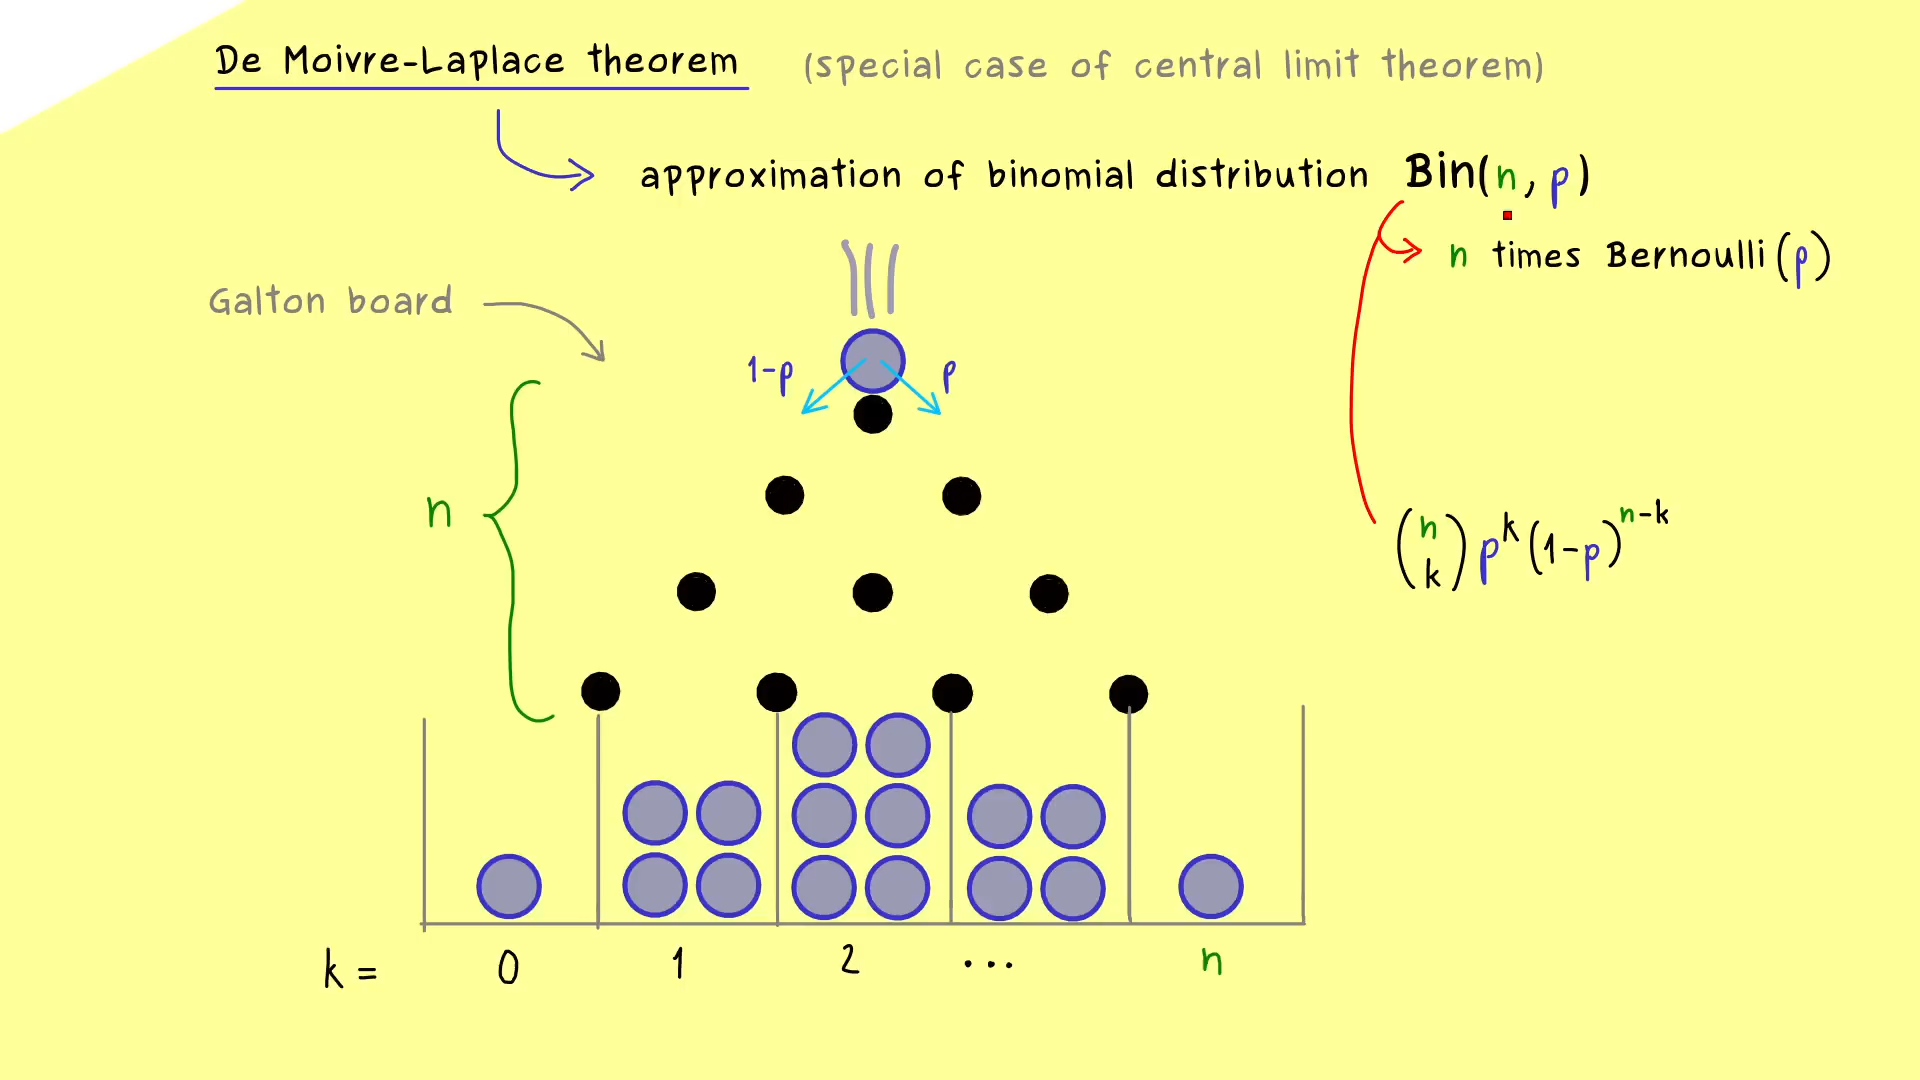 De Moivre-Laplace theorem (special case of central limit theorem)
approximation of binomial distribution Bin(n, p)
n times Bernoulli(p)
Galton board
1-p p
n
(n k) p^k (1-p)^{n-k}
k = 0 1 2 ... n